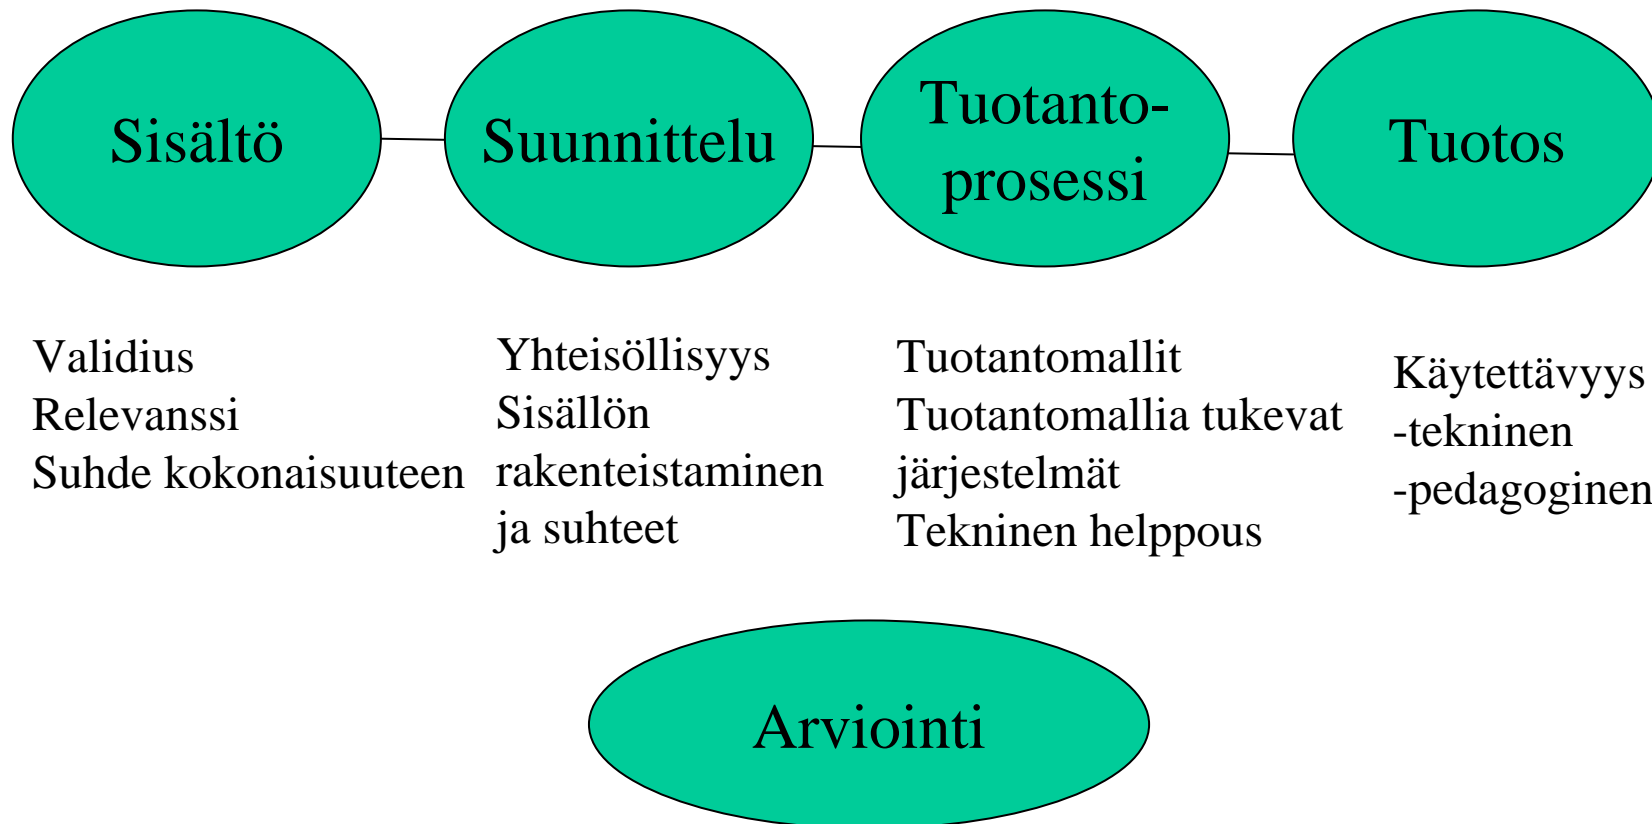 Sisältö
Suunnittelu
Tuotanto-
prosessi
Tuotos
Validius
Relevanssi
Suhde kokonaisuuteen
Yhteisöllisyys
Sisällön
rakenteistaminen
ja suhteet
Tuotantomallit
Tuotantomallia tukevat
järjestelmät
Tekninen helppous
Käytettävyys
-tekninen
-pedagoginen
Arviointi